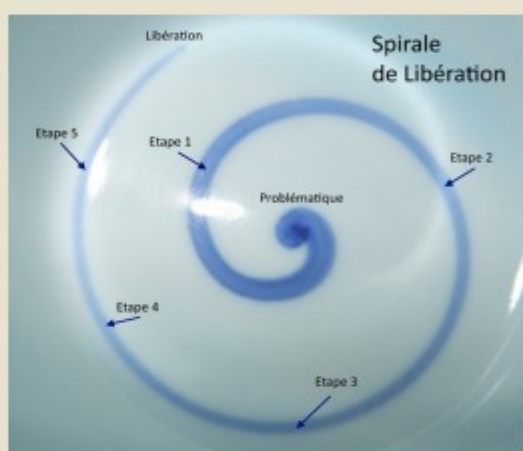 Libération
Spirale
de Libération
Etape 5
Etape 1
Etape 2
Problématique
Etape 4
Etape 3